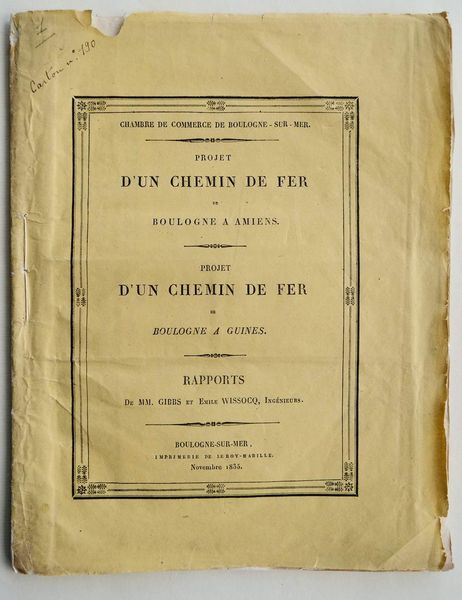 Carton n°. 190
CHAMBRE DE COMMERCE DE BOULOGNE-SUR-MER.
PROJET
D'UN CHEMIN DE FER
DE
BOULOGNE A AMIENS.
PROJET
D'UN CHEMIN DE FER
DE
BOULOGNE A GUINES.
RAPPORTS
DE MM. GIBBS ET EMILE WISSOCQ, INGÉNIEURS.
BOULOGNE-SUR-MER,
IMPRIMERIE DE LE ROY-MABILLE.
Novembre 1835.